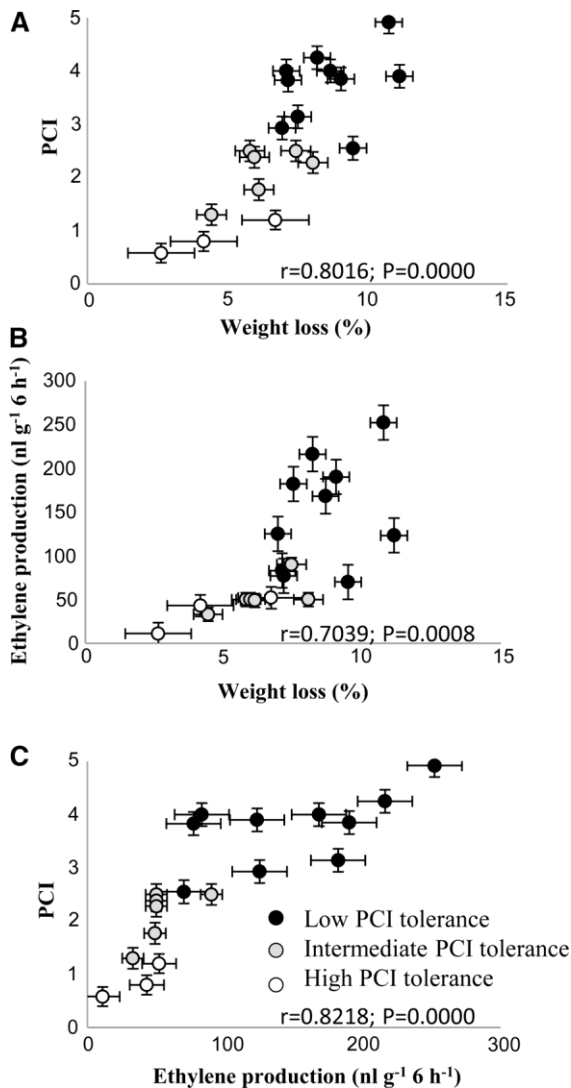 A
PCI
5
4
3
2
1
0
r=0.8016; P=0.0000
0
5
10
15
Weight loss (%)
B
Ethylene production (nl g⁻¹ 6 h⁻¹)
300
250
200
150
100
50
0
r=0.7039; P=0.0008
0
5
10
15
Weight loss (%)
C
PCI
5
4
3
2
1
0
Low PCI tolerance
Intermediate PCI tolerance
High PCI tolerance
r=0.8218; P=0.0000
0
100
200
300
Ethylene production (nl g⁻¹ 6 h⁻¹)